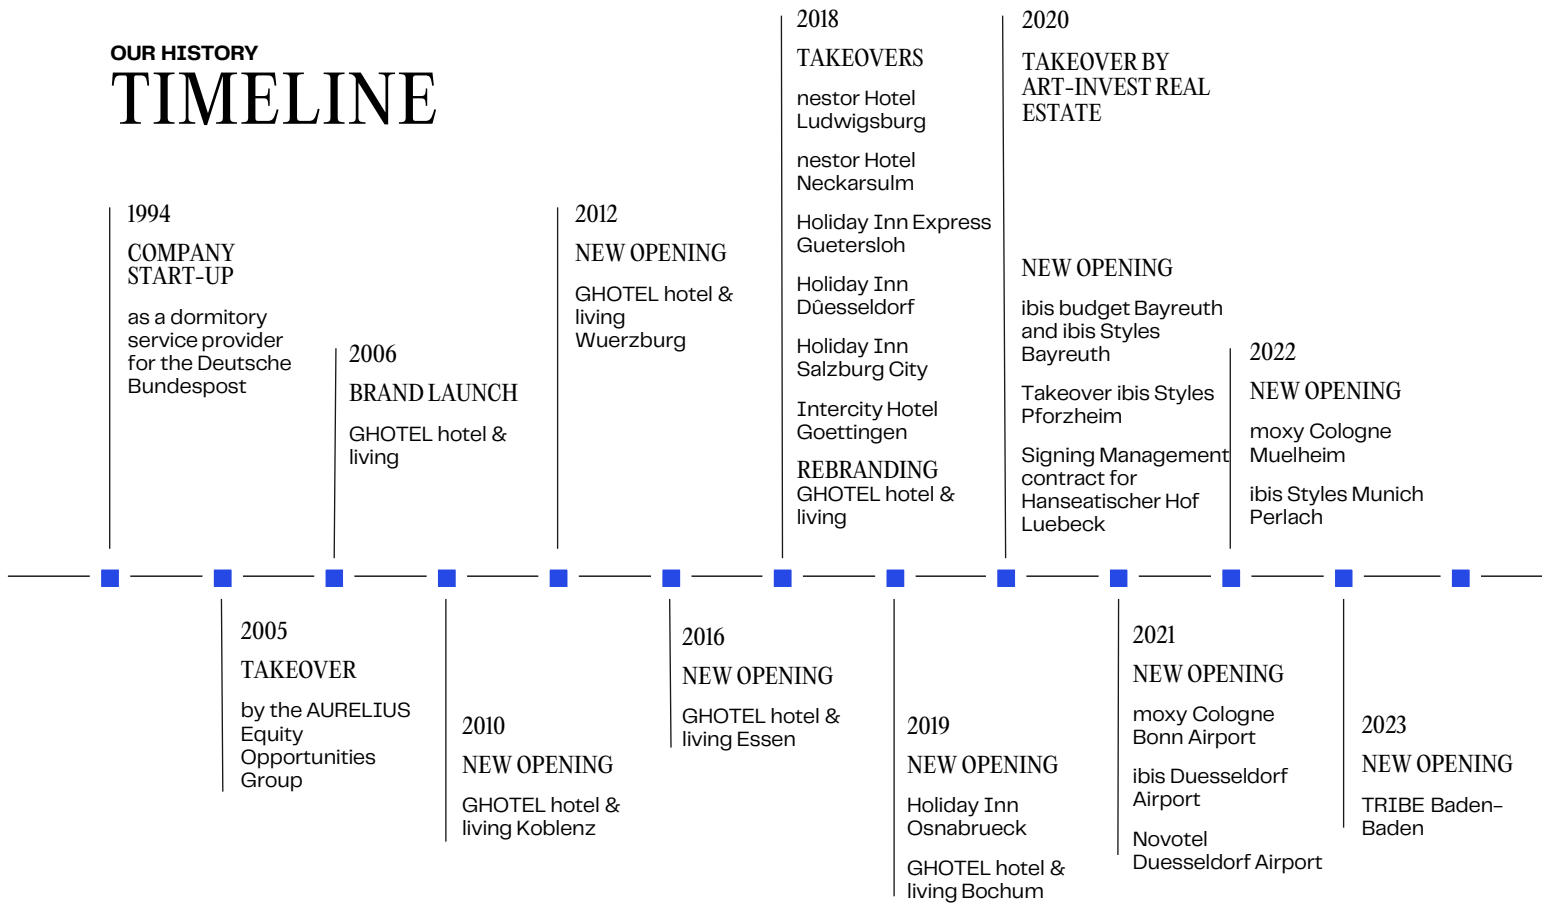 OUR HISTORY
TIMELINE
1994
COMPANY
START-UP
as a dormitory
service provider
for the Deutsche
Bundespost
2005
TAKEOVER
by the AURELIUS
Equity
Opportunities
Group
2006
BRAND LAUNCH
GHOTEL hotel &
living
2010
NEW OPENING
GHOTEL hotel &
living Koblenz
2012
NEW OPENING
GHOTEL hotel &
living
Wuerzburg
2016
NEW OPENING
GHOTEL hotel &
living Essen
2018
TAKEOVERS
nestor Hotel
Ludwigsburg
nestor Hotel
Neckarsulm
Holiday Inn Express
Guetersloh
Holiday Inn
Dûesseldorf
Holiday Inn
Salzburg City
Intercity Hotel
Goettingen
REBRANDING
GHOTEL hotel &
living
2019
NEW OPENING
Holiday Inn
Osnabrueck
GHOTEL hotel &
living Bochum
2020
TAKEOVER BY
ART-INVEST REAL
ESTATE
NEW OPENING
ibis budget Bayreuth
and ibis Styles
Bayreuth
Takeover ibis Styles
Pforzheim
Signing Management
contract for
Hanseatischer Hof
Luebeck
2021
NEW OPENING
moxy Cologne
Bonn Airport
ibis Duesseldorf
Airport
Novotel
Duesseldorf Airport
2022
NEW OPENING
moxy Cologne
Muelheim
ibis Styles Munich
Perlach
2023
NEW OPENING
TRIBE Baden-
Baden